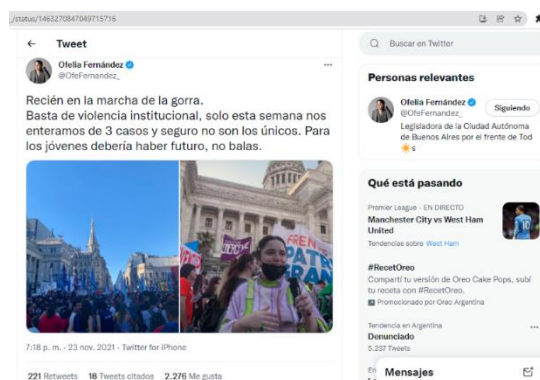 /status/1463270847049715716
← Tweet
Ofelia Fernández
@OfeFernandez_
Recién en la marcha de la gorra.
Basta de violencia institucional, solo esta semana nos
enteramos de 3 casos y seguro no son los únicos. Para
los jóvenes debería haber futuro, no balas.
FREN
PATR
GRAN
7:18 p. m. · 23 nov. 2021 · Twitter for iPhone
221 Retweets 18 Tweets citados 2.276 Me gusta
Buscar en Twitter
Personas relevantes
Ofelia Fernández
@OfeFernandez_
Siguiendo
Legisladora de la Ciudad Autónoma
de Buenos Aires por el frente de Tod
☀️s
Qué está pasando
Premier League · EN DIRECTO
Manchester City vs West Ham
United
Tendencias sobre West Ham
#RecetOreo
Compartí tu versión de Oreo Cake Pops, subí
tu receta con #RecetOreo.
Promocionado por Oreo Argentina
Tendencia en Argentina
Denunciado
5.237 Tweets
Mensajes